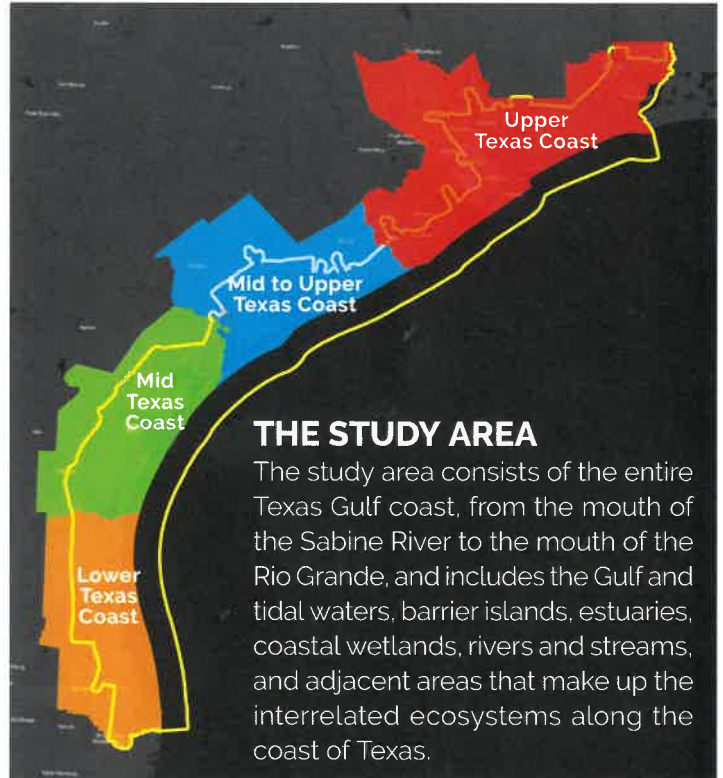 Upper
Texas Coast
Mid to Upper
Texas Coast
Mid
Texas
Coast
Lower
Texas
Coast
THE STUDY AREA
The study area consists of the entire
Texas Gulf coast, from the mouth of
the Sabine River to the mouth of the
Rio Grande, and includes the Gulf and
tidal waters, barrier islands, estuaries,
coastal wetlands, rivers and streams,
and adjacent areas that make up the
interrelated ecosystems along the
coast of Texas.